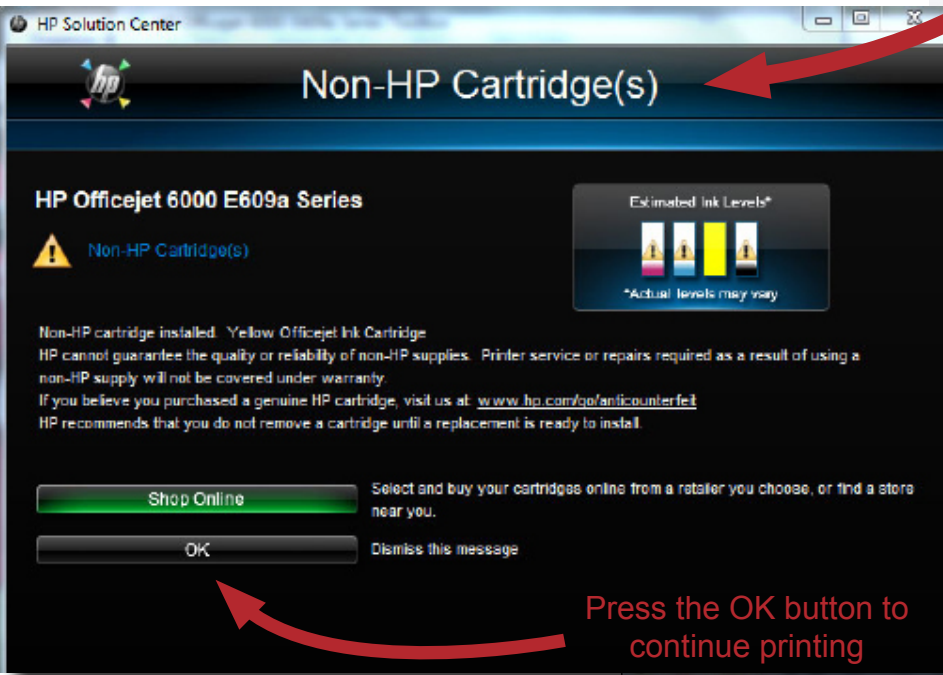 HP Solution Center
hp
Non-HP Cartridge(s)
HP Officejet 6000 E609a Series
Non-HP Cartridge(s)
Estimated Ink Levels*
*Actual levels may vary
Non-HP cartridge installed. Yellow Officejet Ink Cartridge
HP cannot guarantee the quality or reliability of non-HP supplies. Printer service or repairs required as a result of using a
non-HP supply will not be covered under warranty.
If you believe you purchased a genuine HP cartridge, visit us at: www.hp.com/go/anticounterfeit
HP recommends that you do not remove a cartridge until a replacement is ready to install.
Shop Online
Select and buy your cartridges online from a retailer you choose, or find a store
near you.
OK
Dismiss this message
Press the OK button to
continue printing